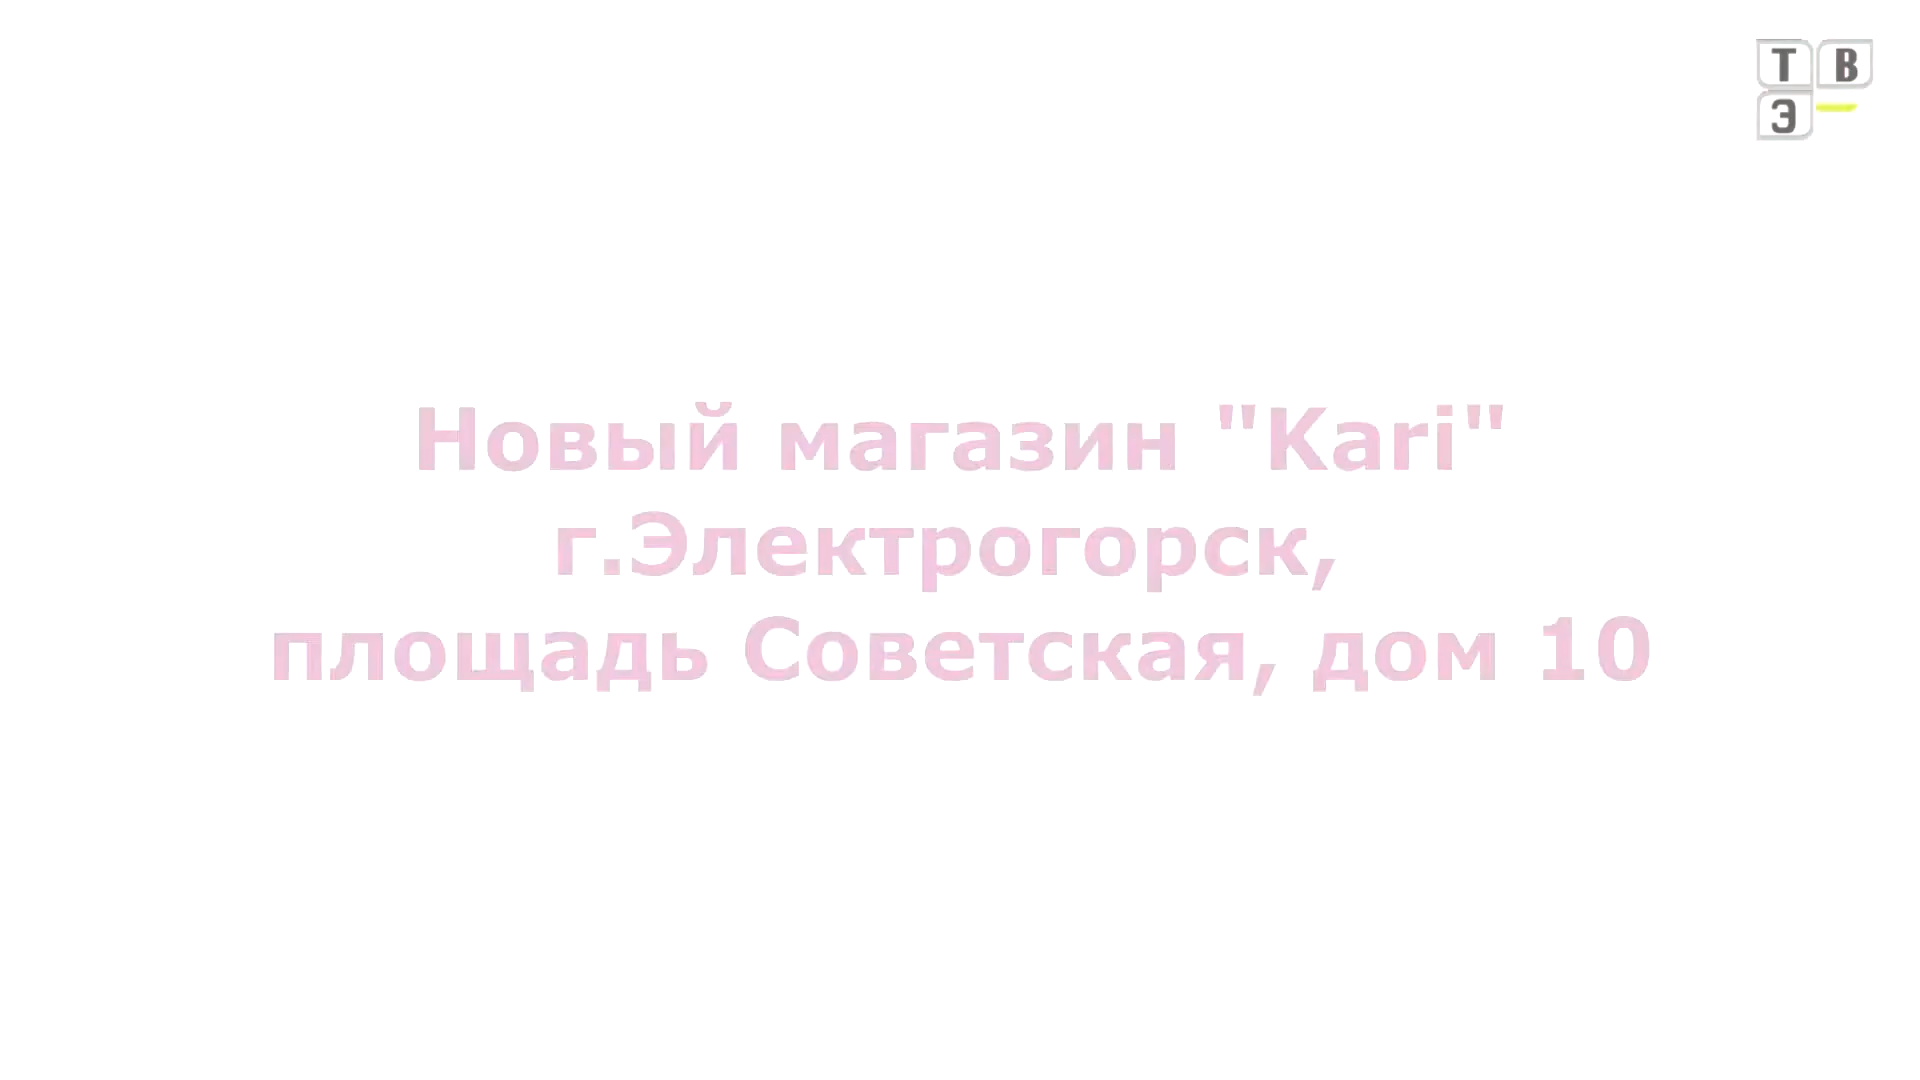 ТВ
Э
Новый магазин "Kari"
г.Электрогорск,
площадь Советская, дом 10